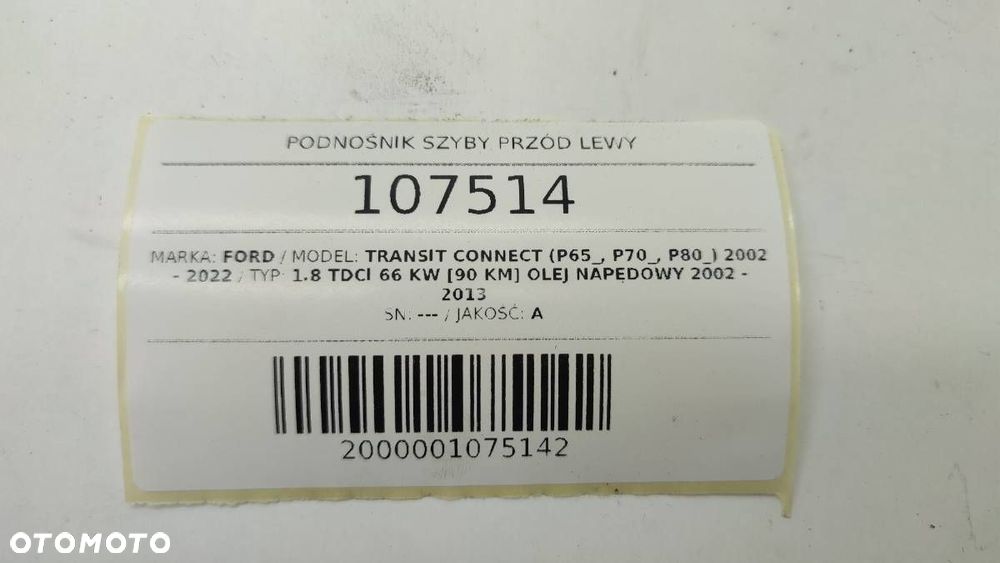 PODNOŚNIK SZYBY PRZÓD LEWY
107514
MARKA: FORD / MODEL: TRANSIT CONNECT (P65_, P70_, P80_) 2002
- 2022 / TYP: 1.8 TDCI 66 KW [90 KM] OLEJ NAPĘDOWY 2002 -
2013
SN: --- / JAKOŚĆ: A
2000001075142
OTOMOTO